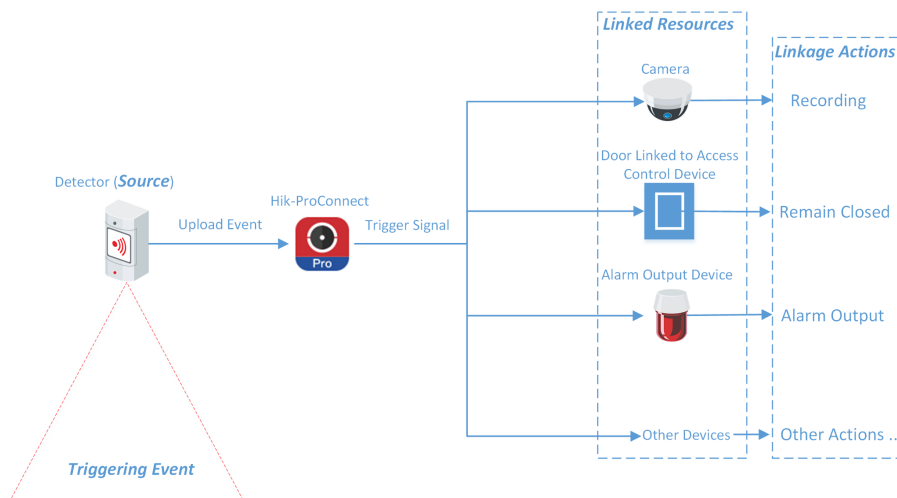 Linked Resources
Linkage Actions
Camera
Recording
Door Linked to Access
Control Device
Detector (Source)
Hik-ProConnect
Upload Event
Trigger Signal
Remain Closed
Pro
Alarm Output Device
Alarm Output
Other Devices
Other Actions ..
Triggering Event